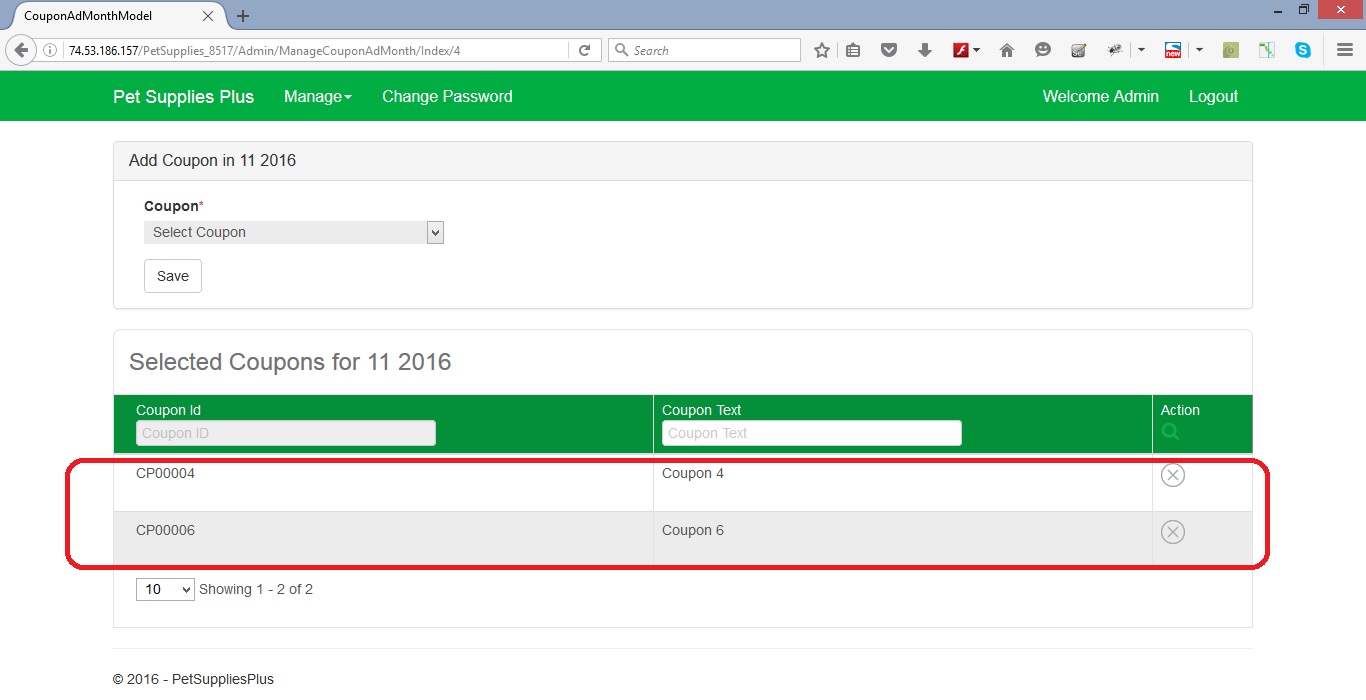 CouponAdMonthModel
74.53.186.157/PetSupplies_8517/Admin/ManageCouponAdMonth/Index/4
Search
new
Pet Supplies Plus Manage Change Password Welcome Admin Logout
Add Coupon in 11 2016
Coupon*
Select Coupon
Save
Selected Coupons for 11 2016
Coupon Id Coupon Text Action
Coupon ID Coupon Text
CP00004 Coupon 4
CP00006 Coupon 6
10 Showing 1 - 2 of 2
© 2016 - PetSuppliesPlus